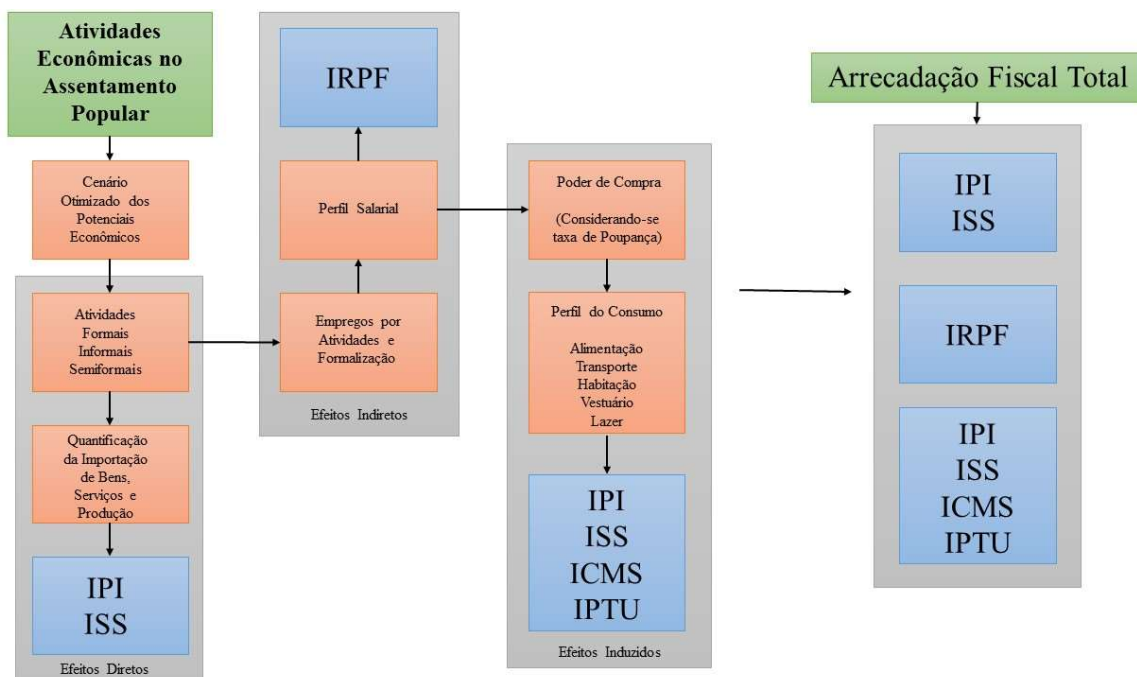 Atividades
Econômicas no
Assentamento
Popular
Cenário
Otimizado dos
Potenciais
Econômicos
Atividades
Formais
Informais
Semiformais
Quantificação
da Importação
de Bens,
Serviços e
Produção
IPI
ISS
Efeitos Diretos
IRPF
Perfil Salarial
Empregos por
Atividades e
Formalização
Efeitos Indiretos
Poder de Compra
(Considerando-se
taxa de Poupança)
Perfil do Consumo
Alimentação
Transporte
Habitação
Vestuário
Lazer
IPI
ISS
ICMS
IPTU
Efeitos Induzidos
Arrecadação Fiscal Total
IPI
ISS
IRPF
IPI
ISS
ICMS
IPTU